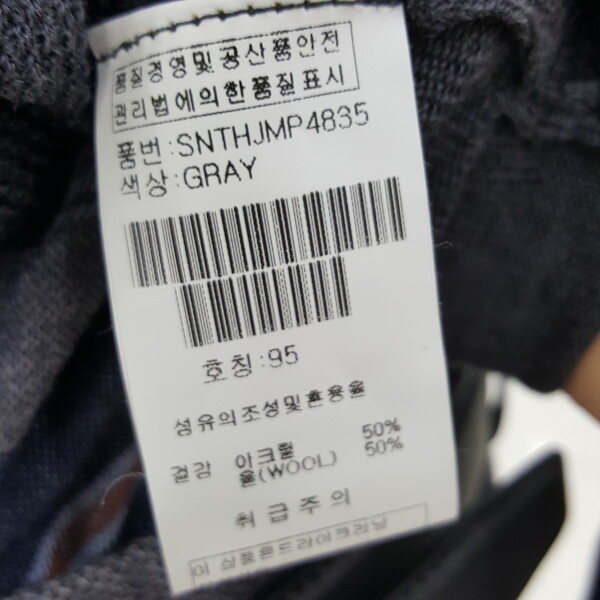 품질경영및공산품안전
관리법에의한품질표시
품번:SNTHJMP4835
색상:GRAY
호칭:95
섬유의조성및혼용율
겉감 아크릴 50%
울(WOOL) 50%
취급주의
이 상품은드라이크리닝